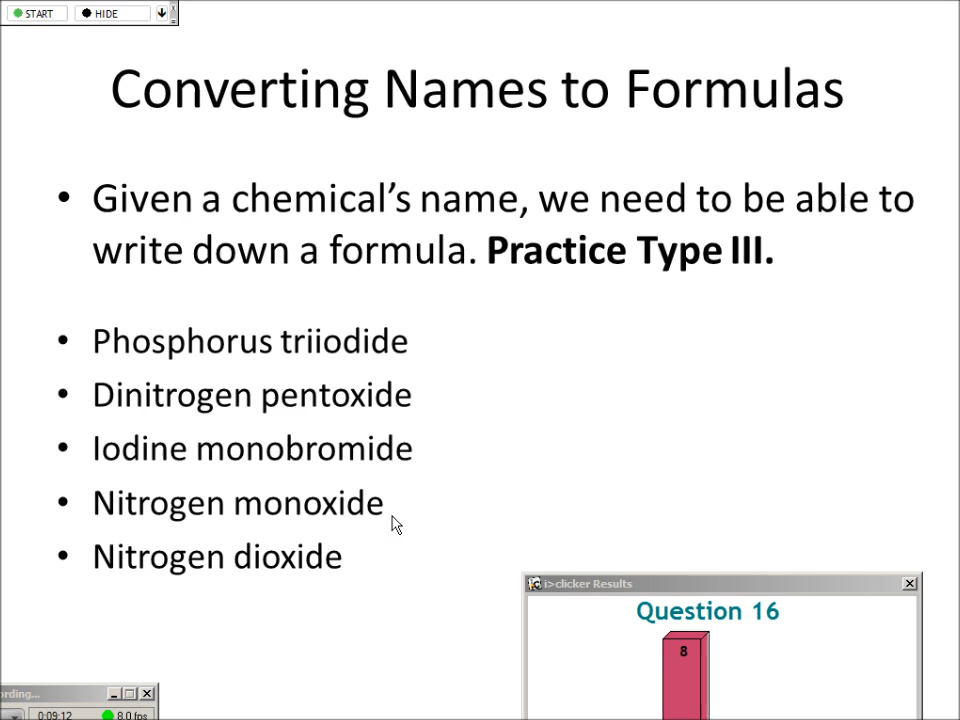 START HIDE
Converting Names to Formulas
• Given a chemical’s name, we need to be able to
write down a formula. Practice Type III.
• Phosphorus triiodide
• Dinitrogen pentoxide
• Iodine monobromide
• Nitrogen monoxide
• Nitrogen dioxide
i>clicker Results
Question 16
8
ording...
0:09:12 8.0 fps